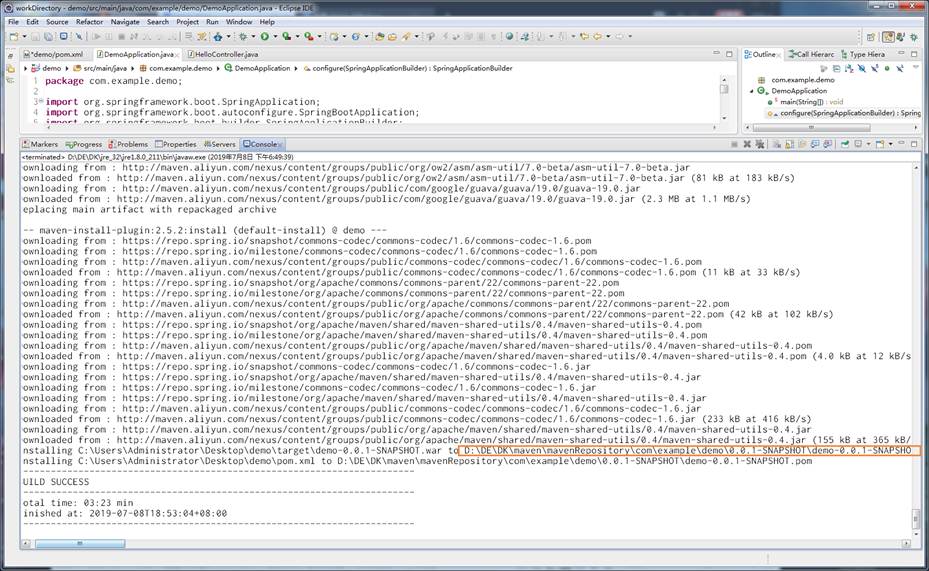 workDirectory - demo/src/main/java/com/example/demo/DemoApplication.java - Eclipse IDE
File Edit Source Refactor Navigate Search Project Run Window Help
*demo/pom.xml DemoApplication.java HelloController.java
demo src/main/java com.example.demo DemoApplication configure(SpringApplicationBuilder) : SpringApplicationBuilder
1 package com.example.demo;
2
3 import org.springframework.boot.SpringApplication;
4 import org.springframework.boot.autoconfigure.SpringBootApplication;
import org.springframework.boot.builder.SpringApplicationBuilder;
Outline Call Hierarc Type Hiera
com.example.demo
DemoApplication
main(String[]) : void
configure(SpringApplicationBuilder) : Spring
Markers Progress Problems Properties Servers Console
<terminated> D:\DE\DK\jre_32\jre1.8.0_211\bin\javaw.exe (2019年7月8日 下午6:49:39)
ownloading from : http://maven.aliyun.com/nexus/content/groups/public/org/ow2/asm/asm-util/7.0-beta/asm-util-7.0-beta.jar
ownloaded from : http://maven.aliyun.com/nexus/content/groups/public/org/ow2/asm/asm-util/7.0-beta/asm-util-7.0-beta.jar (81 kB at 183 kB/s)
ownloading from : http://maven.aliyun.com/nexus/content/groups/public/com/google/guava/guava/19.0/guava-19.0.jar
ownloaded from : http://maven.aliyun.com/nexus/content/groups/public/com/google/guava/guava/19.0/guava-19.0.jar (2.3 MB at 1.1 MB/s)
eplacing main artifact with repackaged archive
-- maven-install-plugin:2.5.2:install (default-install) @ demo ---
ownloading from : https://repo.spring.io/snapshot/commons-codec/commons-codec/1.6/commons-codec-1.6.pom
ownloading from : https://repo.spring.io/milestone/commons-codec/commons-codec/1.6/commons-codec-1.6.pom
ownloading from : http://maven.aliyun.com/nexus/content/groups/public/commons-codec/commons-codec/1.6/commons-codec-1.6.pom
ownloaded from : http://maven.aliyun.com/nexus/content/groups/public/commons-codec/commons-codec/1.6/commons-codec-1.6.pom (11 kB at 33 kB/s)
ownloading from : https://repo.spring.io/snapshot/org/apache/commons/commons-parent/22/commons-parent-22.pom
ownloading from : https://repo.spring.io/milestone/org/apache/commons/commons-parent/22/commons-parent-22.pom
ownloading from : http://maven.aliyun.com/nexus/content/groups/public/org/apache/commons/commons-parent/22/commons-parent-22.pom
ownloaded from : http://maven.aliyun.com/nexus/content/groups/public/org/apache/commons/commons-parent/22/commons-parent-22.pom (42 kB at 102 kB/s)
ownloading from : https://repo.spring.io/snapshot/org/apache/maven/shared/maven-shared-utils/0.4/maven-shared-utils-0.4.pom
ownloading from : https://repo.spring.io/milestone/org/apache/maven/shared/maven-shared-utils/0.4/maven-shared-utils-0.4.pom
ownloading from : http://maven.aliyun.com/nexus/content/groups/public/org/apache/maven/shared/maven-shared-utils/0.4/maven-shared-utils-0.4.pom
ownloaded from : http://maven.aliyun.com/nexus/content/groups/public/org/apache/maven/shared/maven-shared-utils/0.4/maven-shared-utils-0.4.pom (4.0 kB at 12 kB/s
ownloading from : https://repo.spring.io/snapshot/commons-codec/commons-codec/1.6/commons-codec-1.6.jar
ownloading from : https://repo.spring.io/snapshot/org/apache/maven/shared/maven-shared-utils/0.4/maven-shared-utils-0.4.jar
ownloading from : https://repo.spring.io/milestone/commons-codec/commons-codec/1.6/commons-codec-1.6.jar
ownloading from : https://repo.spring.io/milestone/org/apache/maven/shared/maven-shared-utils/0.4/maven-shared-utils-0.4.jar
ownloading from : http://maven.aliyun.com/nexus/content/groups/public/commons-codec/commons-codec/1.6/commons-codec-1.6.jar
ownloaded from : http://maven.aliyun.com/nexus/content/groups/public/commons-codec/commons-codec/1.6/commons-codec-1.6.jar (233 kB at 416 kB/s)
ownloading from : http://maven.aliyun.com/nexus/content/groups/public/org/apache/maven/shared/maven-shared-utils/0.4/maven-shared-utils-0.4.jar
ownloaded from : http://maven.aliyun.com/nexus/content/groups/public/org/apache/maven/shared/maven-shared-utils/0.4/maven-shared-utils-0.4.jar (155 kB at 365 kB/
nstalling C:\Users\Administrator\Desktop\demo\target\demo-0.0.1-SNAPSHOT.war to D:\DE\DK\maven\mavenRepository\com\example\demo\0.0.1-SNAPSHOT\demo-0.0.1-SNAPSHO
nstalling C:\Users\Administrator\Desktop\demo\pom.xml to D:\DE\DK\maven\mavenRepository\com\example\demo\0.0.1-SNAPSHOT\demo-0.0.1-SNAPSHOT.pom
------------------------------------------------------------------------
UILD SUCCESS
------------------------------------------------------------------------
otal time: 03:23 min
inished at: 2019-07-08T18:53:04+08:00
------------------------------------------------------------------------